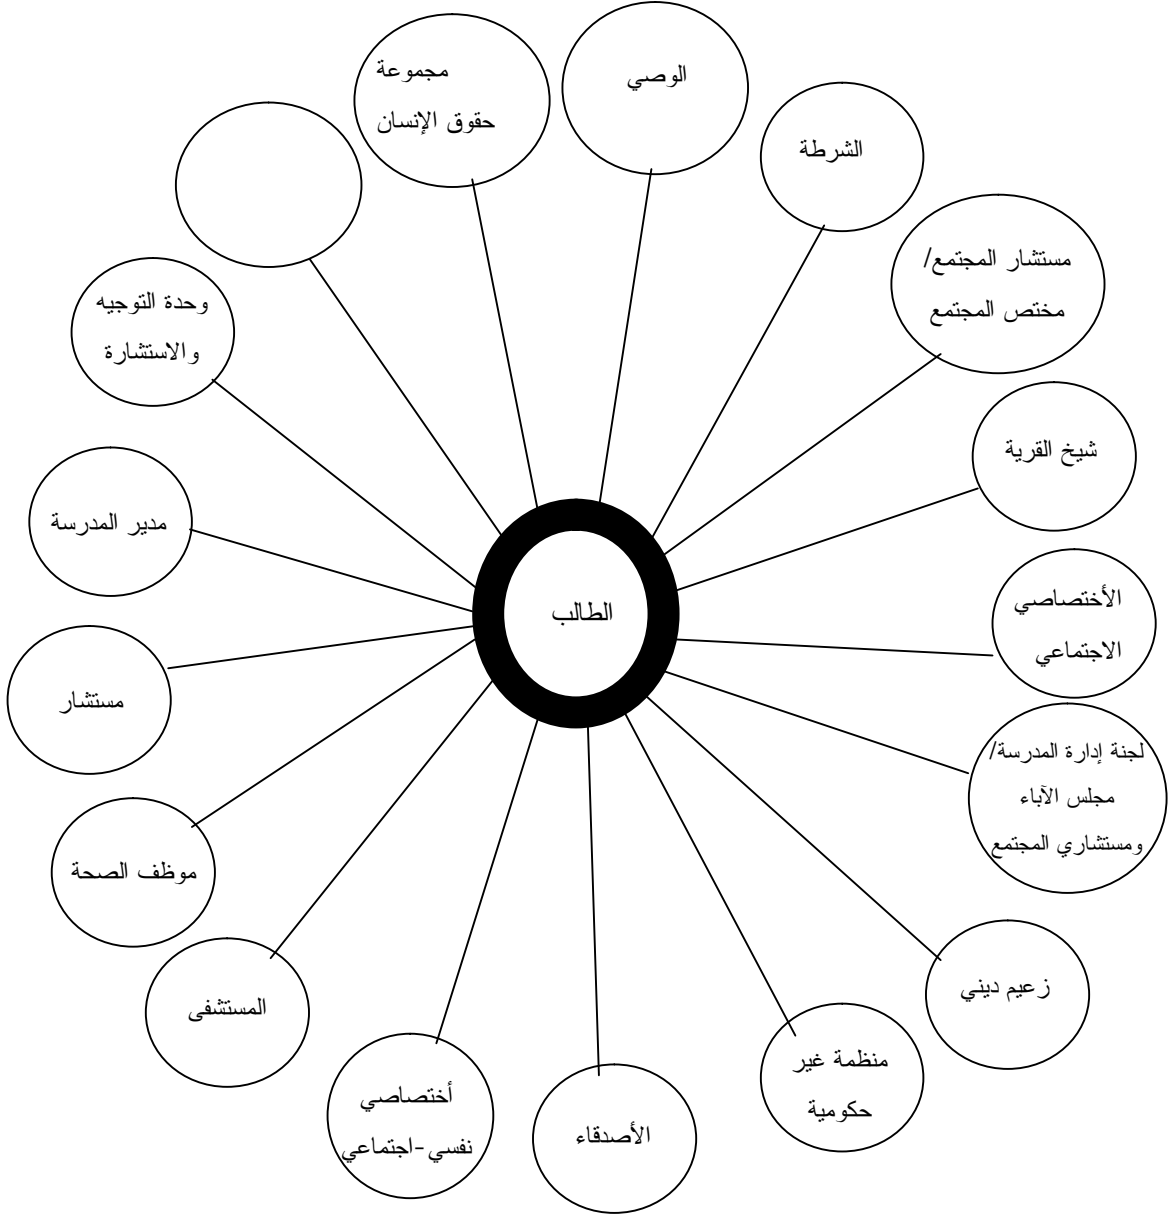 الوصي
مجموعة
حقوق الإنسان
الشرطة
مستشار المجتمع/
مختص المجتمع
وحدة التوجيه
والاستشارة
شيخ القرية
مدير المدرسة
الأختصاصي
الاجتماعي
الطالب
مستشار
لجنة إدارة المدرسة/
مجلس الآباء
ومستشاري المجتمع
موظف الصحة
زعيم ديني
المستشفى
منظمة غير
حكومية
أختصاصي
نفسي-اجتماعي
الأصدقاء